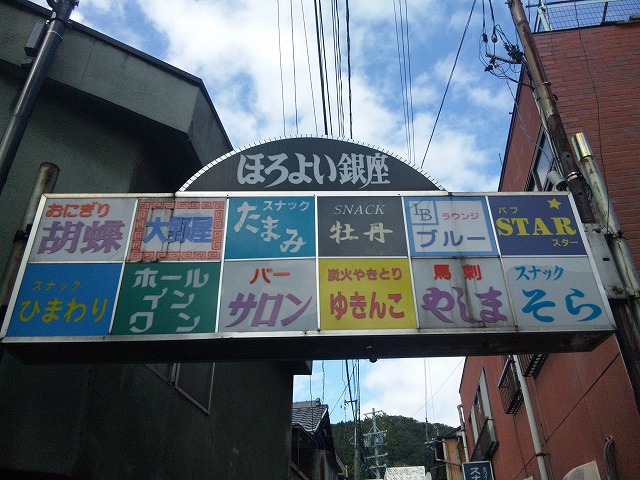 ほろよい銀座
おにぎり
胡蝶
大野屋
スナック
たまみ
SNACK
牡丹
LB
ラウンジ
ブルー
パブ
STAR
スター
スナック
ひまわり
ホール
イン
ワン
バー
サロン
炭火やきとり
ゆきんこ
馬刺
やしま
スナック
そら